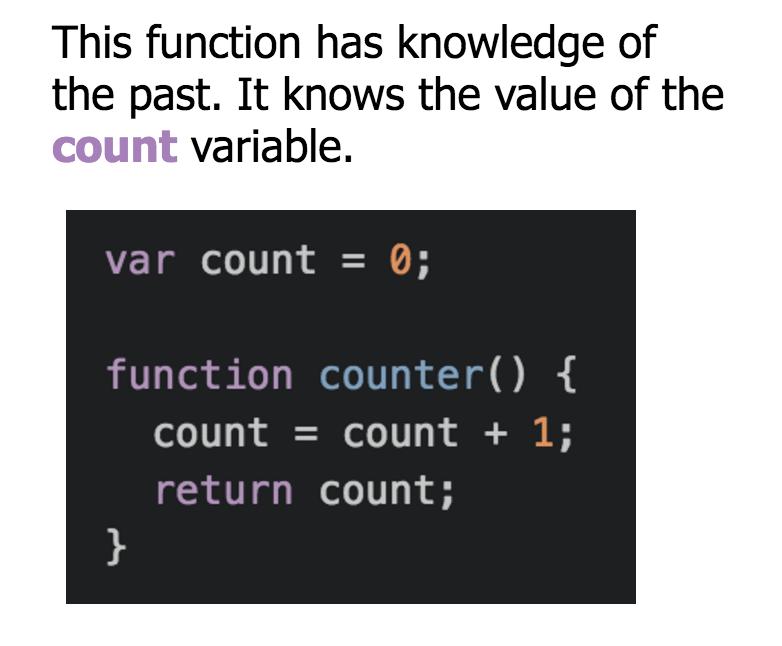 This function has knowledge of
the past. It knows the value of the
count variable.
var count = 0;
function counter() {
  count = count + 1;
  return count;
}